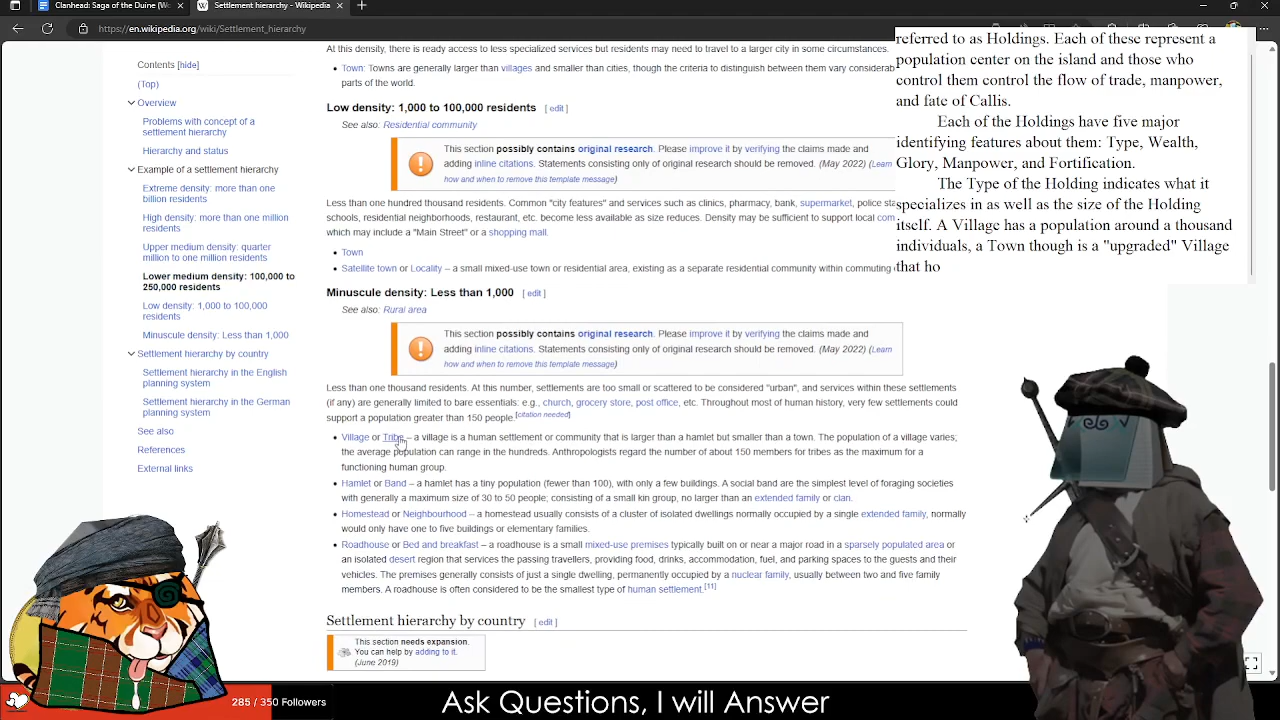 Clanhead: Saga of the Dune (Wo
Settlement hierarchy - Wikipedia
https://en.wikipedia.org/wiki/Settlement_hierarchy
Contents [hide]
(Top)
Overview
Problems with concept of a
settlement hierarchy
Hierarchy and status
Example of a settlement hierarchy
Extreme density: more than one
billion residents
High density: more than one million
residents
Upper medium density: quarter
million to one million residents
Lower medium density: 100,000 to
250,000 residents
Low density: 1,000 to 100,000
residents
Minuscule density: Less than 1,000
Settlement hierarchy by country
Settlement hierarchy in the English
planning system
Settlement hierarchy in the German
planning system
See also
References
External links
At this density, there is ready access to less specialized services but residents may need to travel to a larger city in some circumstances.
Town: Towns are generally larger than villages and smaller than cities, though the criteria to distinguish between them vary considerab
parts of the world.
Low density: 1,000 to 100,000 residents [ edit ]
See also: Residential community
This section possibly contains original research. Please improve it by verifying the claims made and
adding inline citations. Statements consisting only of original research should be removed. (May 2022) (Learn
how and when to remove this template message)
Less than one hundred thousand residents. Common "city features" and services such as clinics, pharmacy, bank, supermarket, police sta
schools, residential neighborhoods, restaurant, etc. become less available as size reduces. Density may be sufficient to support local com
which may include a "Main Street" or a shopping mall.
Town
Satellite town or Locality – a small mixed-use town or residential area, existing as a separate residential community within commuting
Minuscule density: Less than 1,000 [ edit ]
See also: Rural area
This section possibly contains original research. Please improve it by verifying the claims made and
adding inline citations. Statements consisting only of original research should be removed. (May 2022) (Learn
how and when to remove this template message)
Less than one thousand residents. At this number, settlements are too small or scattered to be considered "urban", and services within these settlements
(if any) are generally limited to bare essentials: e.g., church, grocery store, post office, etc. Throughout most of human history, very few settlements could
support a population greater than 150 people.[citation needed]
Village or Tribe – a village is a human settlement or community that is larger than a hamlet but smaller than a town. The population of a village varies;
the average population can range in the hundreds. Anthropologists regard the number of about 150 members for tribes as the maximum for a
functioning human group.
Hamlet or Band – a hamlet has a tiny population (fewer than 100), with only a few buildings. A social band are the simplest level of foraging societies
with generally a maximum size of 30 to 50 people; consisting of a small kin group, no larger than an extended family or clan.
Homestead or Neighbourhood – a homestead usually consists of a cluster of isolated dwellings normally occupied by a single extended family, normally
would only have one to five buildings or elementary families.
Roadhouse or Bed and breakfast – a roadhouse is a small mixed-use premises typically built on or near a major road in a sparsely populated area or
an isolated desert region that services the passing travellers, providing food, drinks, accommodation, fuel, and parking spaces to the guests and their
vehicles. The premises generally consists of just a single dwelling, permanently occupied by a nuclear family, usually between two and five family
members. A roadhouse is often considered to be the smallest type of human settlement.[11]
Settlement hierarchy by country [ edit ]
This section needs expansion.
You can help by adding to it.
(June 2019)
referred to as Holdings. Each of these represent a
population center on the island and those who
control them control the flow of trade, manpower,
and fate of Callis.
Each of the Holdings have five major
identifying features about them: Type, Wealth,
Glory, Manpower, and Fortification.
The Type of the Holding indicates what it
specializes in as well as the size of the Holding
itself. A Village has a population around a thousand
individuals, a Town though is a "upgraded" Village
that ho
285 / 350 Followers
Ask Questions, I will Answer